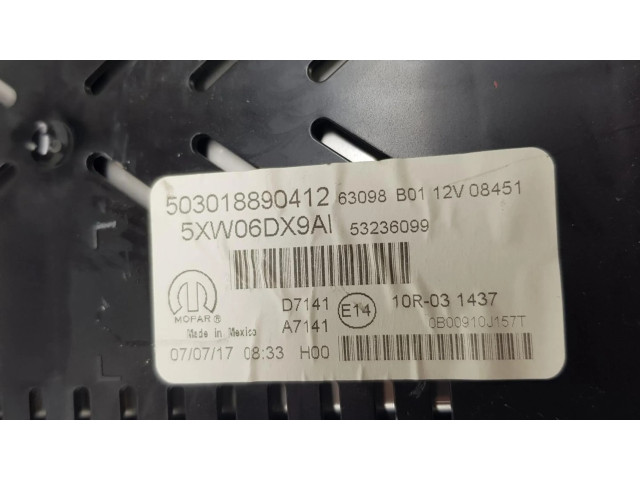 503018890412 63098 B01 12V 08451
5XW06DX9AI 53236099
MOPAR
Made in Mexico
D7141
A7141
E14
10R-03 1437
0B00910J157T
07/07/17 08:33 H00